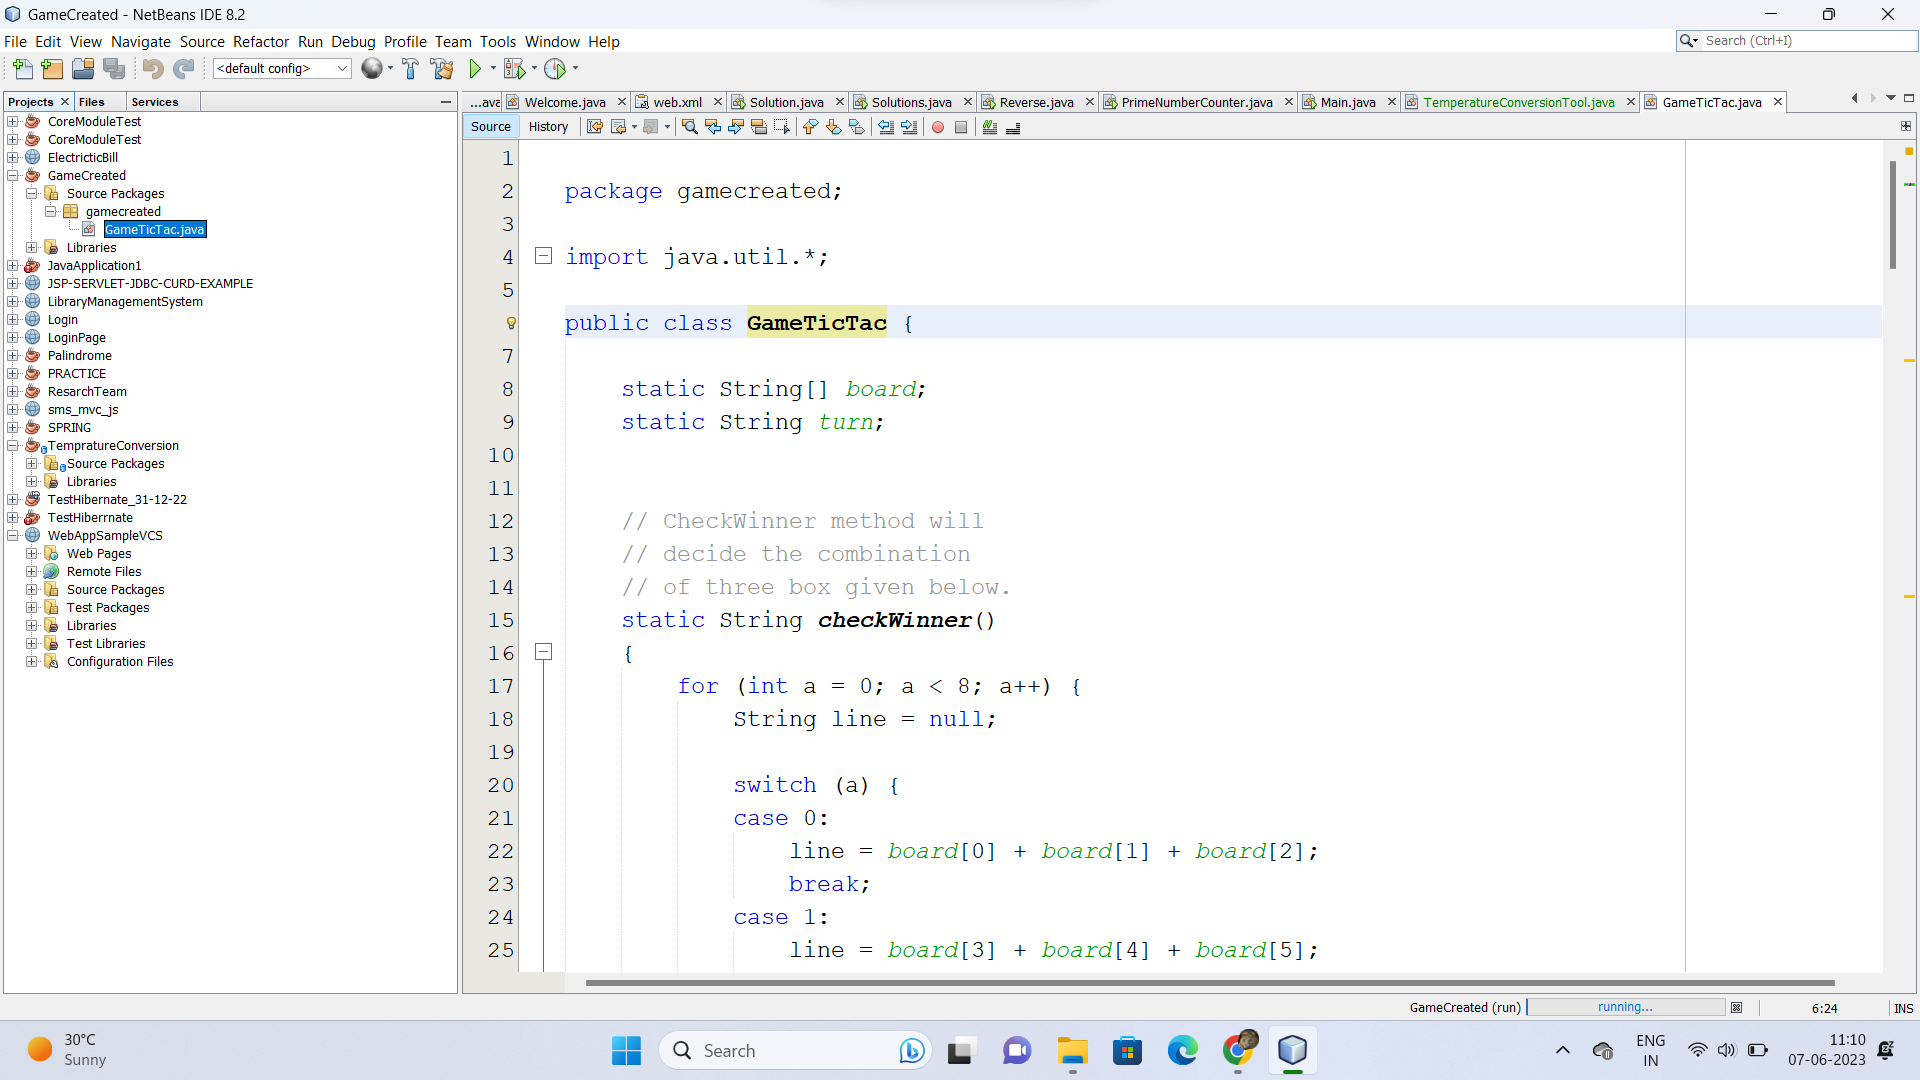 GameCreated - NetBeans IDE 8.2
File Edit View Navigate Source Refactor Run Debug Profile Team Tools Window Help
Search (Ctrl+I)
<default config>
Projects Files Services
...ava Welcome.java web.xml Solution.java Solutions.java Reverse.java PrimeNumberCounter.java Main.java TemperatureConversionTool.java GameTicTac.java
Source History
CoreModuleTest
CoreModuleTest
ElectricticBill
GameCreated
Source Packages
gamecreated
GameTicTac.java
Libraries
JavaApplication1
JSP-SERVLET-JDBC-CURD-EXAMPLE
LibraryManagementSystem
Login
LoginPage
Palindrome
PRACTICE
ResarchTeam
sms_mvc_js
SPRING
TempratureConversion
Source Packages
Libraries
TestHibernate_31-12-22
TestHiberrnate
WebAppSampleVCS
Web Pages
Remote Files
Source Packages
Test Packages
Libraries
Test Libraries
Configuration Files
1
2 package gamecreated;
3
4 import java.util.*;
5
public class GameTicTac {
7
8 static String[] board;
9 static String turn;
10
11
12 // CheckWinner method will
13 // decide the combination
14 // of three box given below.
15 static String checkWinner()
16 {
17 for (int a = 0; a < 8; a++) {
18 String line = null;
19
20 switch (a) {
21 case 0:
22 line = board[0] + board[1] + board[2];
23 break;
24 case 1:
25 line = board[3] + board[4] + board[5];
GameCreated (run) running... 6:24 INS
30°C
Sunny
Search
ENG
IN
11:10
07-06-2023